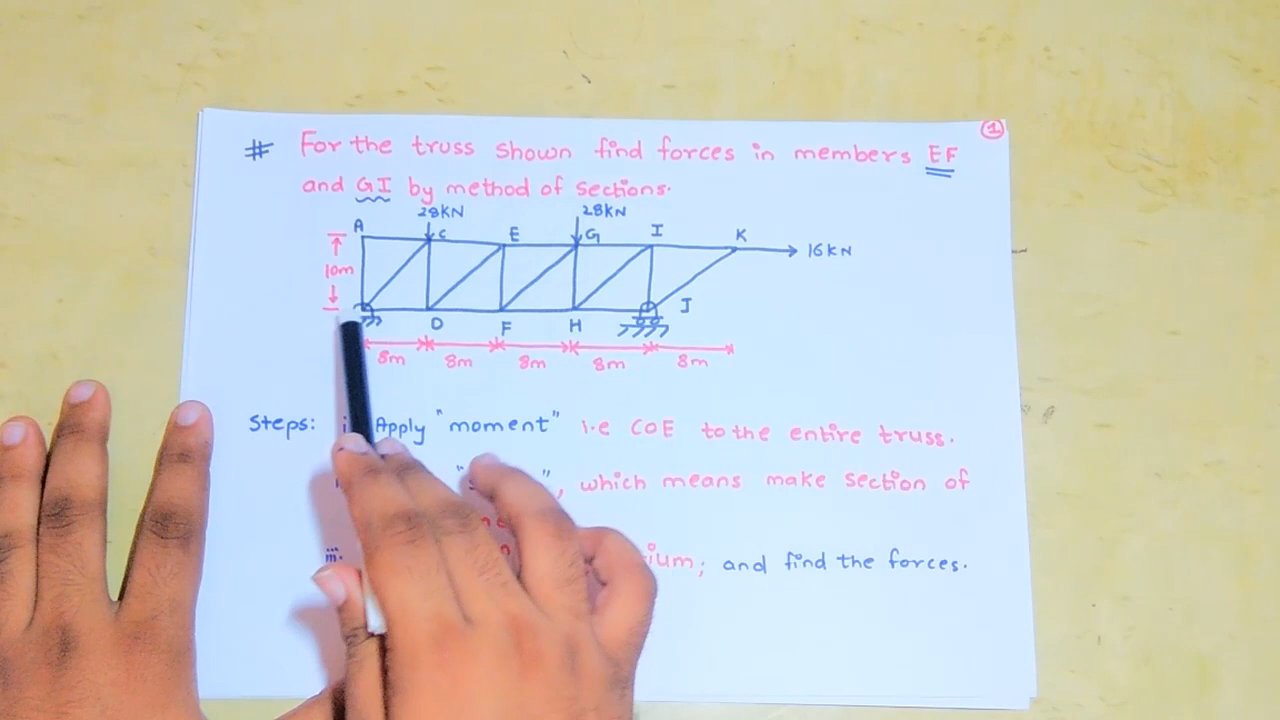 1
# For the truss shown find forces in members EF
and GI by method of sections.
28KN 28KN
A C E G I K 16KN
10m
J
D F H
8m 8m 8m 8m 8m
Steps: i. Apply "moment" i.e COE to the entire truss.
", which means make section of
iii. ium; and find the forces.